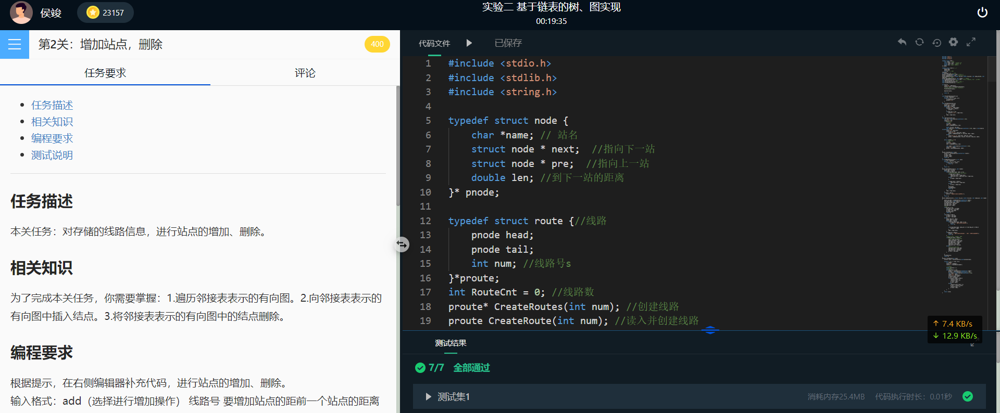 侯竣
23157
实验二 基于链表的树、图实现
00:19:35
第2关：增加站点，删除
400
任务要求
评论
任务描述
相关知识
编程要求
测试说明
任务描述
本关任务：对存储的线路信息，进行站点的增加、删除。
相关知识
为了完成本关任务，你需要掌握：1.遍历邻接表表示的有向图。2.向邻接表表示的
有向图中插入结点。3.将邻接表表示的有向图中的结点删除。
编程要求
根据提示，在右侧编辑器补充代码，进行站点的增加、删除。
输入格式：add（选择进行增加操作） 线路号 要增加站点的距前一个站点的距离
代码文件
已保存
1 #include <stdio.h>
2 #include <stdlib.h>
3 #include <string.h>
4
5 typedef struct node {
6 char *name; // 站名
7 struct node * next;  //指向下一站
8 struct node * pre;  //指向上一站
9 double len; //到下一站的距离
10 }* pnode;
11
12 typedef struct route {//线路
13 pnode head;
14 pnode tail;
15 int num; //线路号s
16 }*proute;
17 int RouteCnt = 0; //线路数
18 proute* CreateRoutes(int num); //创建线路
19 proute CreateRoute(int num); //读入并创建线路
↑ 7.4 KB/s
↓ 12.9 KB/s
测试结果
7/7 全部通过
测试集1
消耗内存25.4MB 代码执行时长：0.01秒